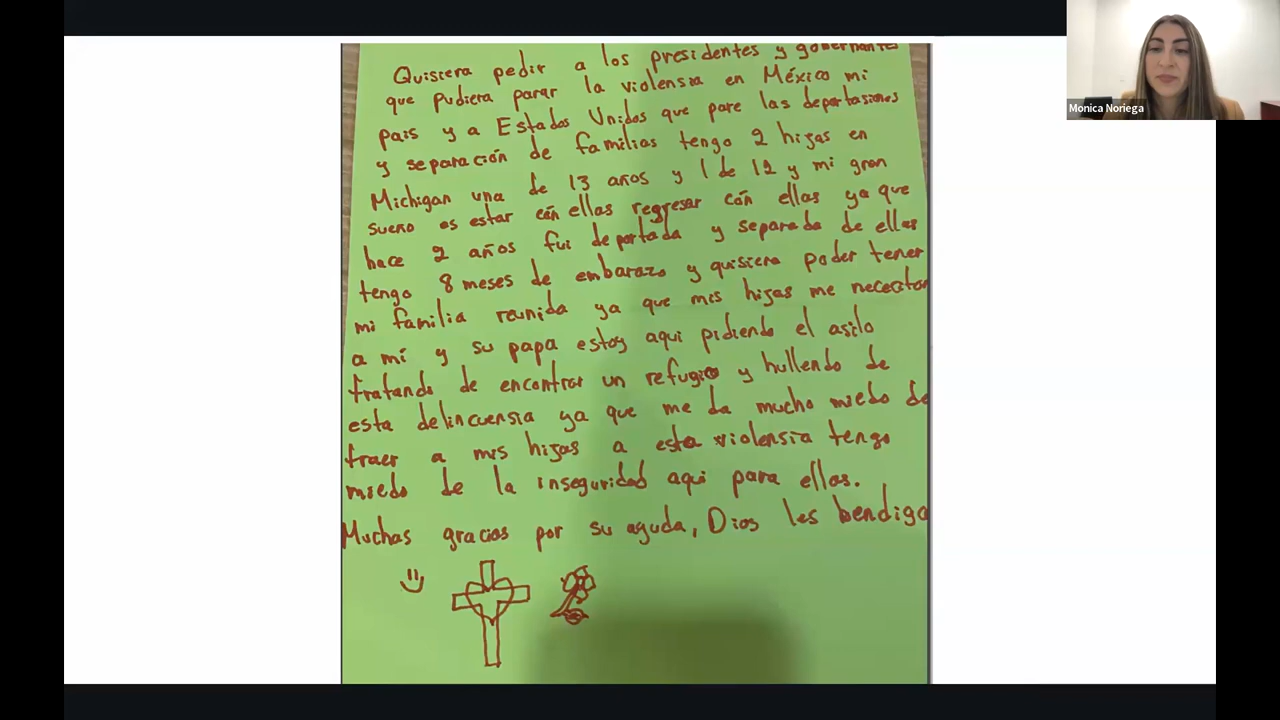 Quisiera pedir a los presidentes y gobernantes
que pudiera parar la violensia en México mi
pais y a Estados Unidos que pare las deportasiones
y separación de familias tengo 2 hijas en
Michigan una de 13 años y 1 de 12 y mi gran
sueño es estar cón ellas regresar cón ellas ya que
hace 2 años fui deportada y separada de ellas
tengo 8 meses de embarazo y quisiera poder tener
mi familia reunida ya que mis hijas me necesitan
a mí y su papa estoy aqui pidiendo el asilo
tratando de encontrar un refugio y hullendo de
esta delincuensia ya que me da mucho miedo de
traer a mis hijas a esta violensia tengo
miedo de la inseguridad aqui para ellas.
Muchas gracias por su ayuda, Dios les bendiga
Monica Noriega